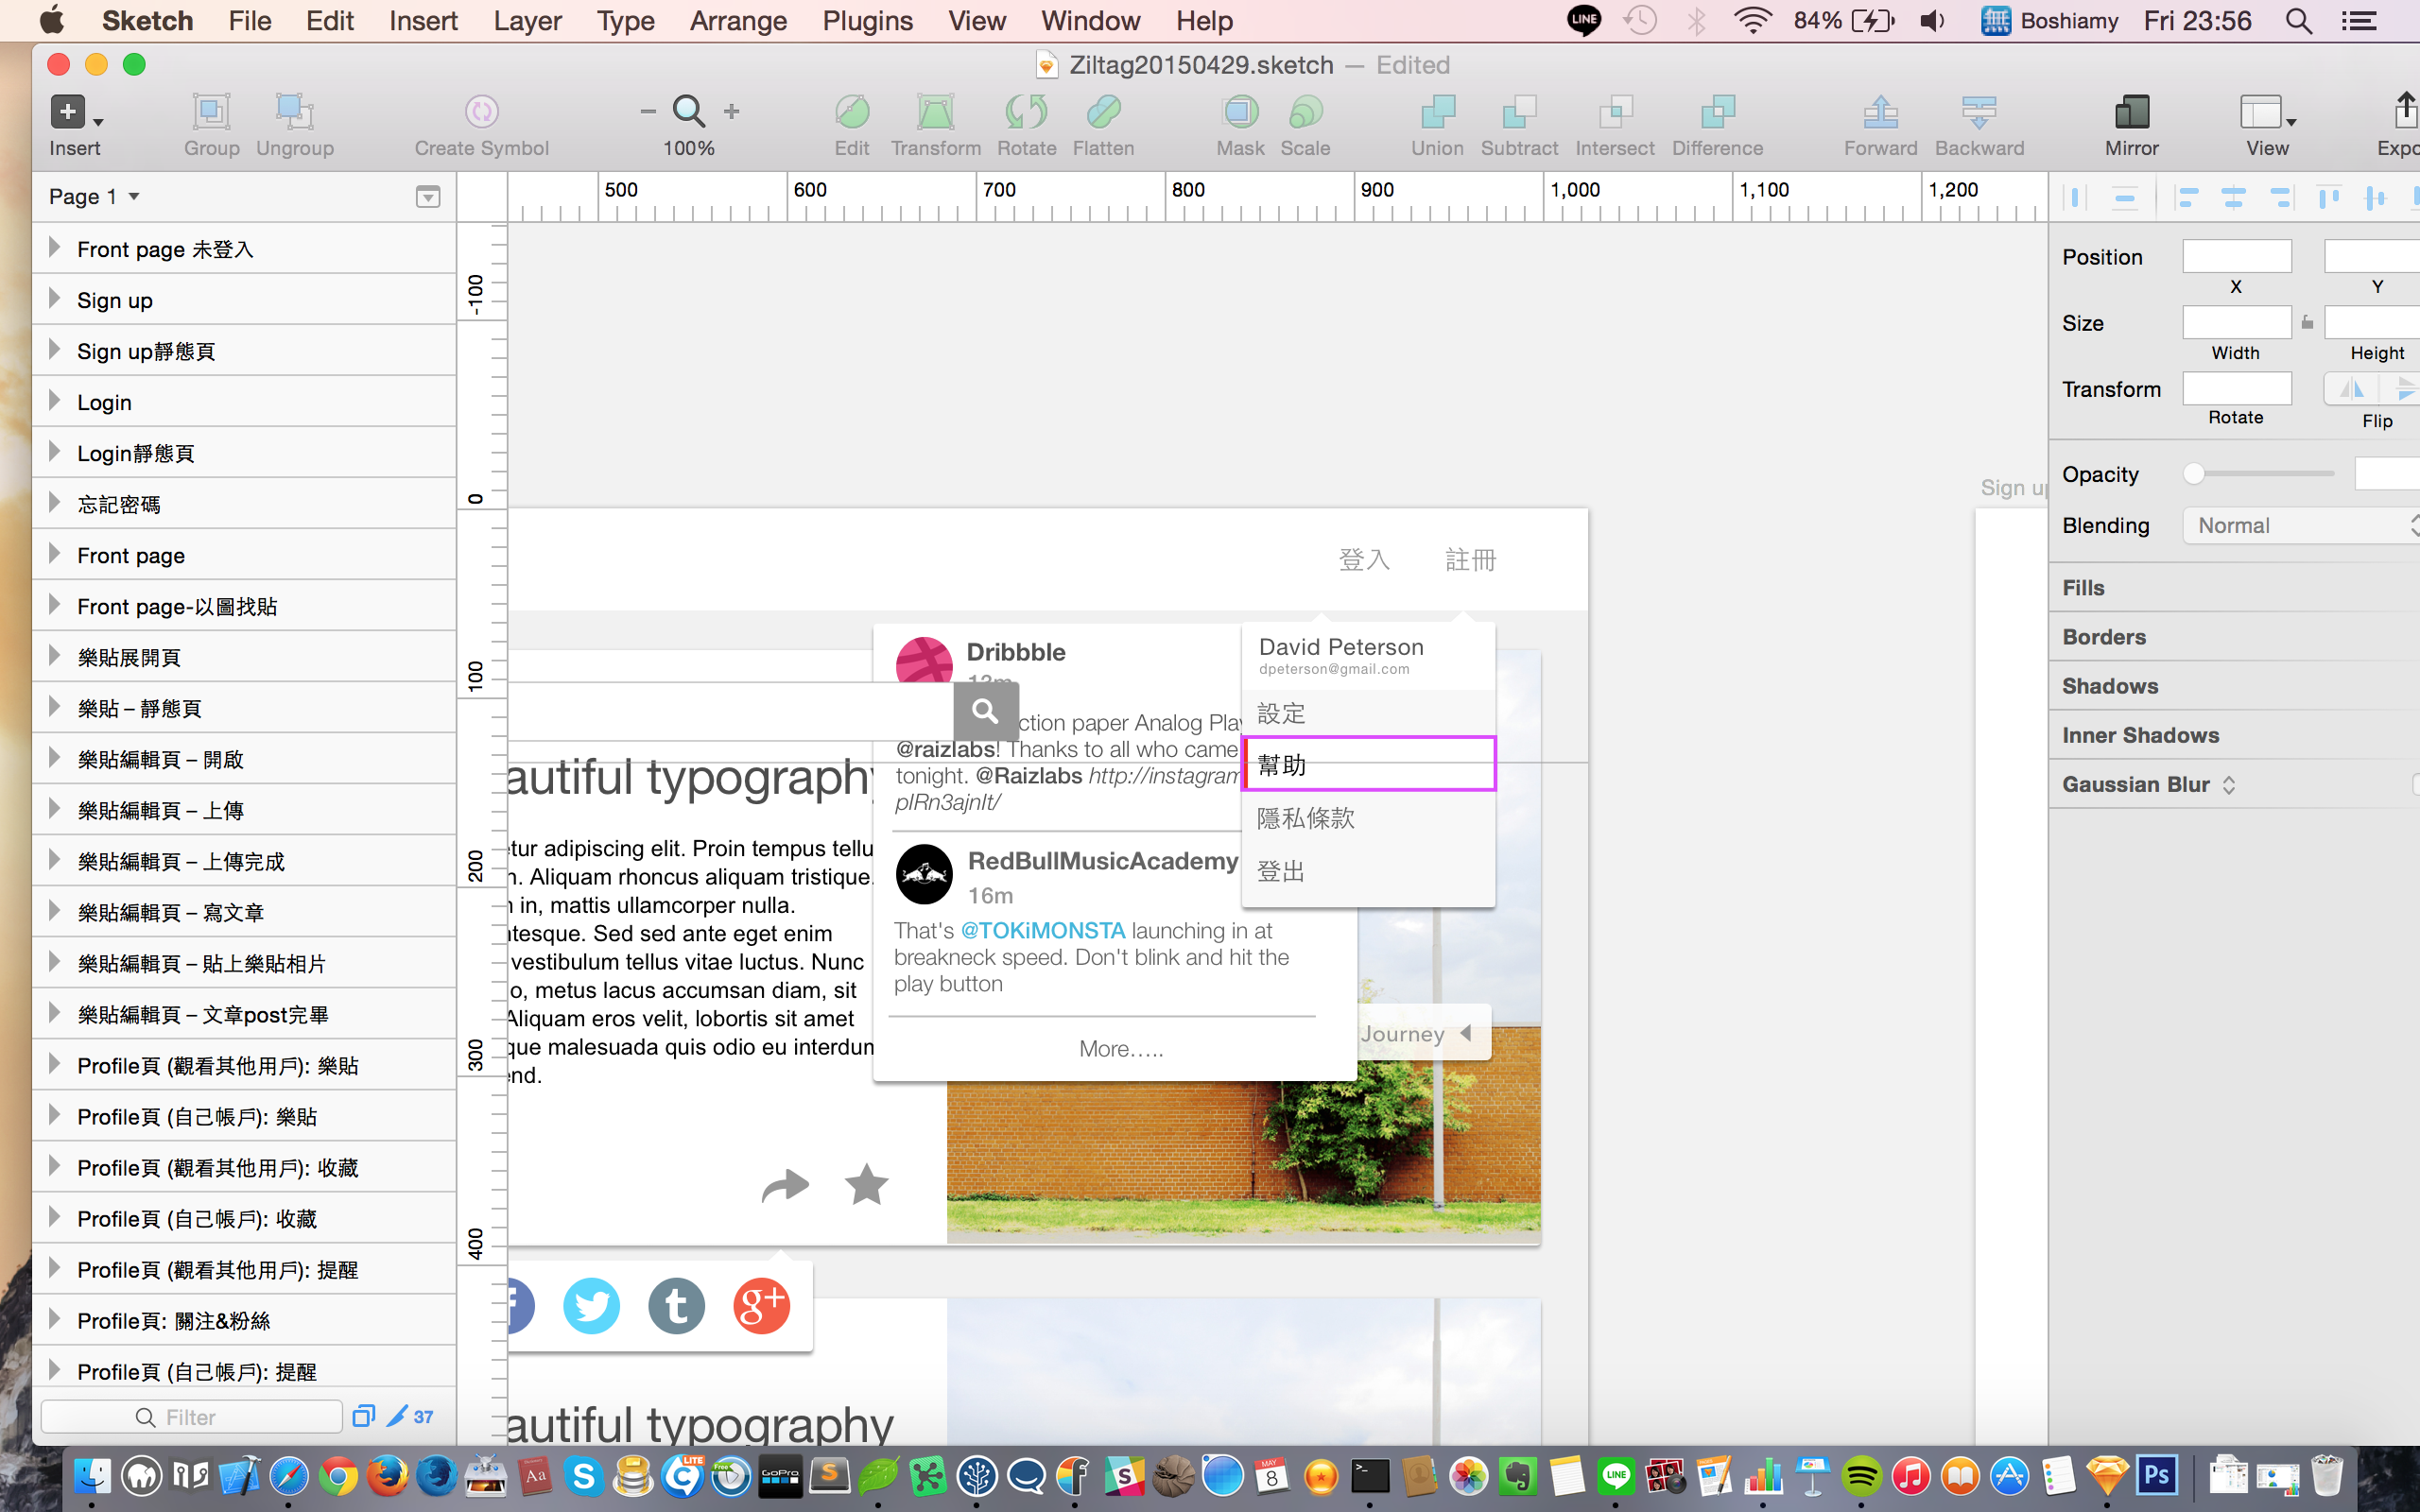 Sketch File Edit Insert Layer Type Arrange Plugins View Window Help
LINE 84% Boshiamy Fri 23:56
Ziltag20150429.sketch — Edited
Insert Group Ungroup Create Symbol 100% Edit Transform Rotate Flatten Mask Scale Union Subtract Intersect Difference Forward Backward Mirror View Expo
Page 1
500 600 700 800 900 1,000 1,100 1,200
Front page 未登入
Sign up
Sign up靜態頁
Login
Login靜態頁
忘記密碼
Front page
Front page-以圖找貼
樂貼展開頁
樂貼 – 靜態頁
樂貼編輯頁 – 開啟
樂貼編輯頁 – 上傳
樂貼編輯頁 – 上傳完成
樂貼編輯頁 – 寫文章
樂貼編輯頁 – 貼上樂貼相片
樂貼編輯頁 – 文章post完畢
Profile頁 (觀看其他用戶): 樂貼
Profile頁 (自己帳戶): 樂貼
Profile頁 (觀看其他用戶): 收藏
Profile頁 (自己帳戶): 收藏
Profile頁 (觀看其他用戶): 提醒
Profile頁: 關注&粉絲
Profile頁 (自己帳戶): 提醒
Filter 37
-100
0
100
200
300
400
登入 註冊
Dribbble
ction paper Analog Play
@raizlabs! Thanks to all who came
tonight. @Raizlabs http://instagram
plRn3ajnlt/
RedBullMusicAcademy
16m
That's @TOKiMONSTA launching in at
breakneck speed. Don't blink and hit the
play button
More…..
David Peterson
dpeterson@gmail.com
設定
幫助
隱私條款
登出
Journey
autiful typography
tur adipiscing elit. Proin tempus tellu
n. Aliquam rhoncus aliquam tristique.
in, mattis ullamcorper nulla.
ntesque. Sed sed ante eget enim
vestibulum tellus vitae luctus. Nunc
o, metus lacus accumsan diam, sit
Aliquam eros velit, lobortis sit amet
que malesuada quis odio eu interdum
end.
f t g+
autiful typography
Sign up
Position
X Y
Size
Width Height
Transform
Rotate Flip
Opacity
Blending Normal
Fills
Borders
Shadows
Inner Shadows
Gaussian Blur
Aa S LITE Free GoPro S S MAY 8 LINE Ps